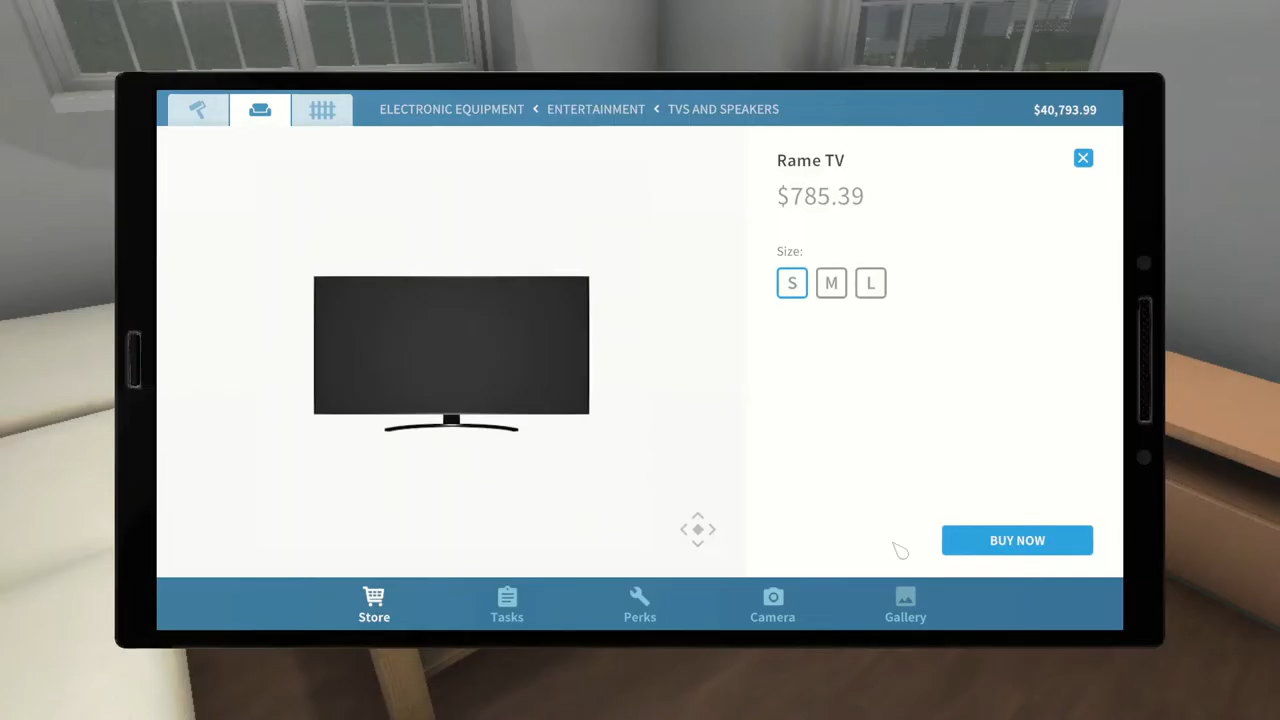 ELECTRONIC EQUIPMENT < ENTERTAINMENT < TVS AND SPEAKERS $40,793.99
Rame TV
$785.39
Size:
S M L
BUY NOW
Store Tasks Perks Camera Gallery